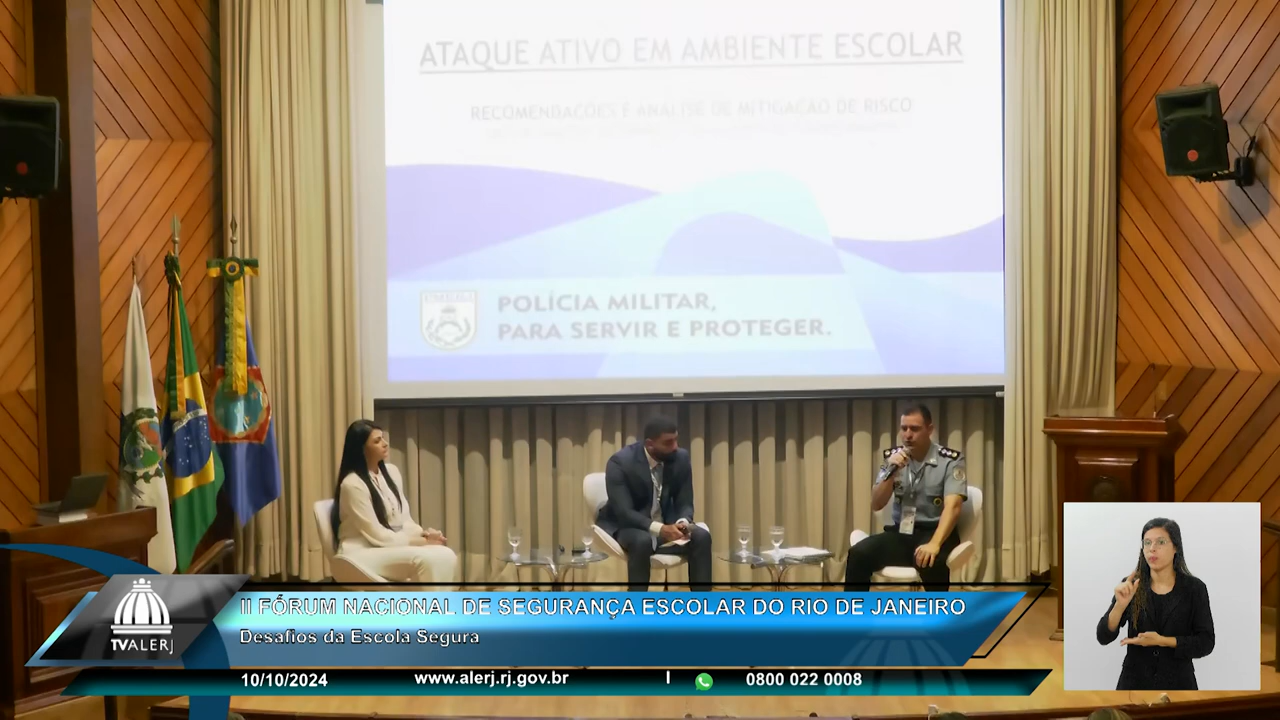 ATAQUE ATIVO EM AMBIENTE ESCOLAR
RECOMENDAÇÕES E ANÁLISE DE MITIGAÇÃO DE RISCO
POLÍCIA MILITAR,
PARA SERVIR E PROTEGER.
II FÓRUM NACIONAL DE SEGURANÇA ESCOLAR DO RIO DE JANEIRO
Desafios da Escola Segura
TVALERJ
10/10/2024 www.alerj.rj.gov.br | 0800 022 0008